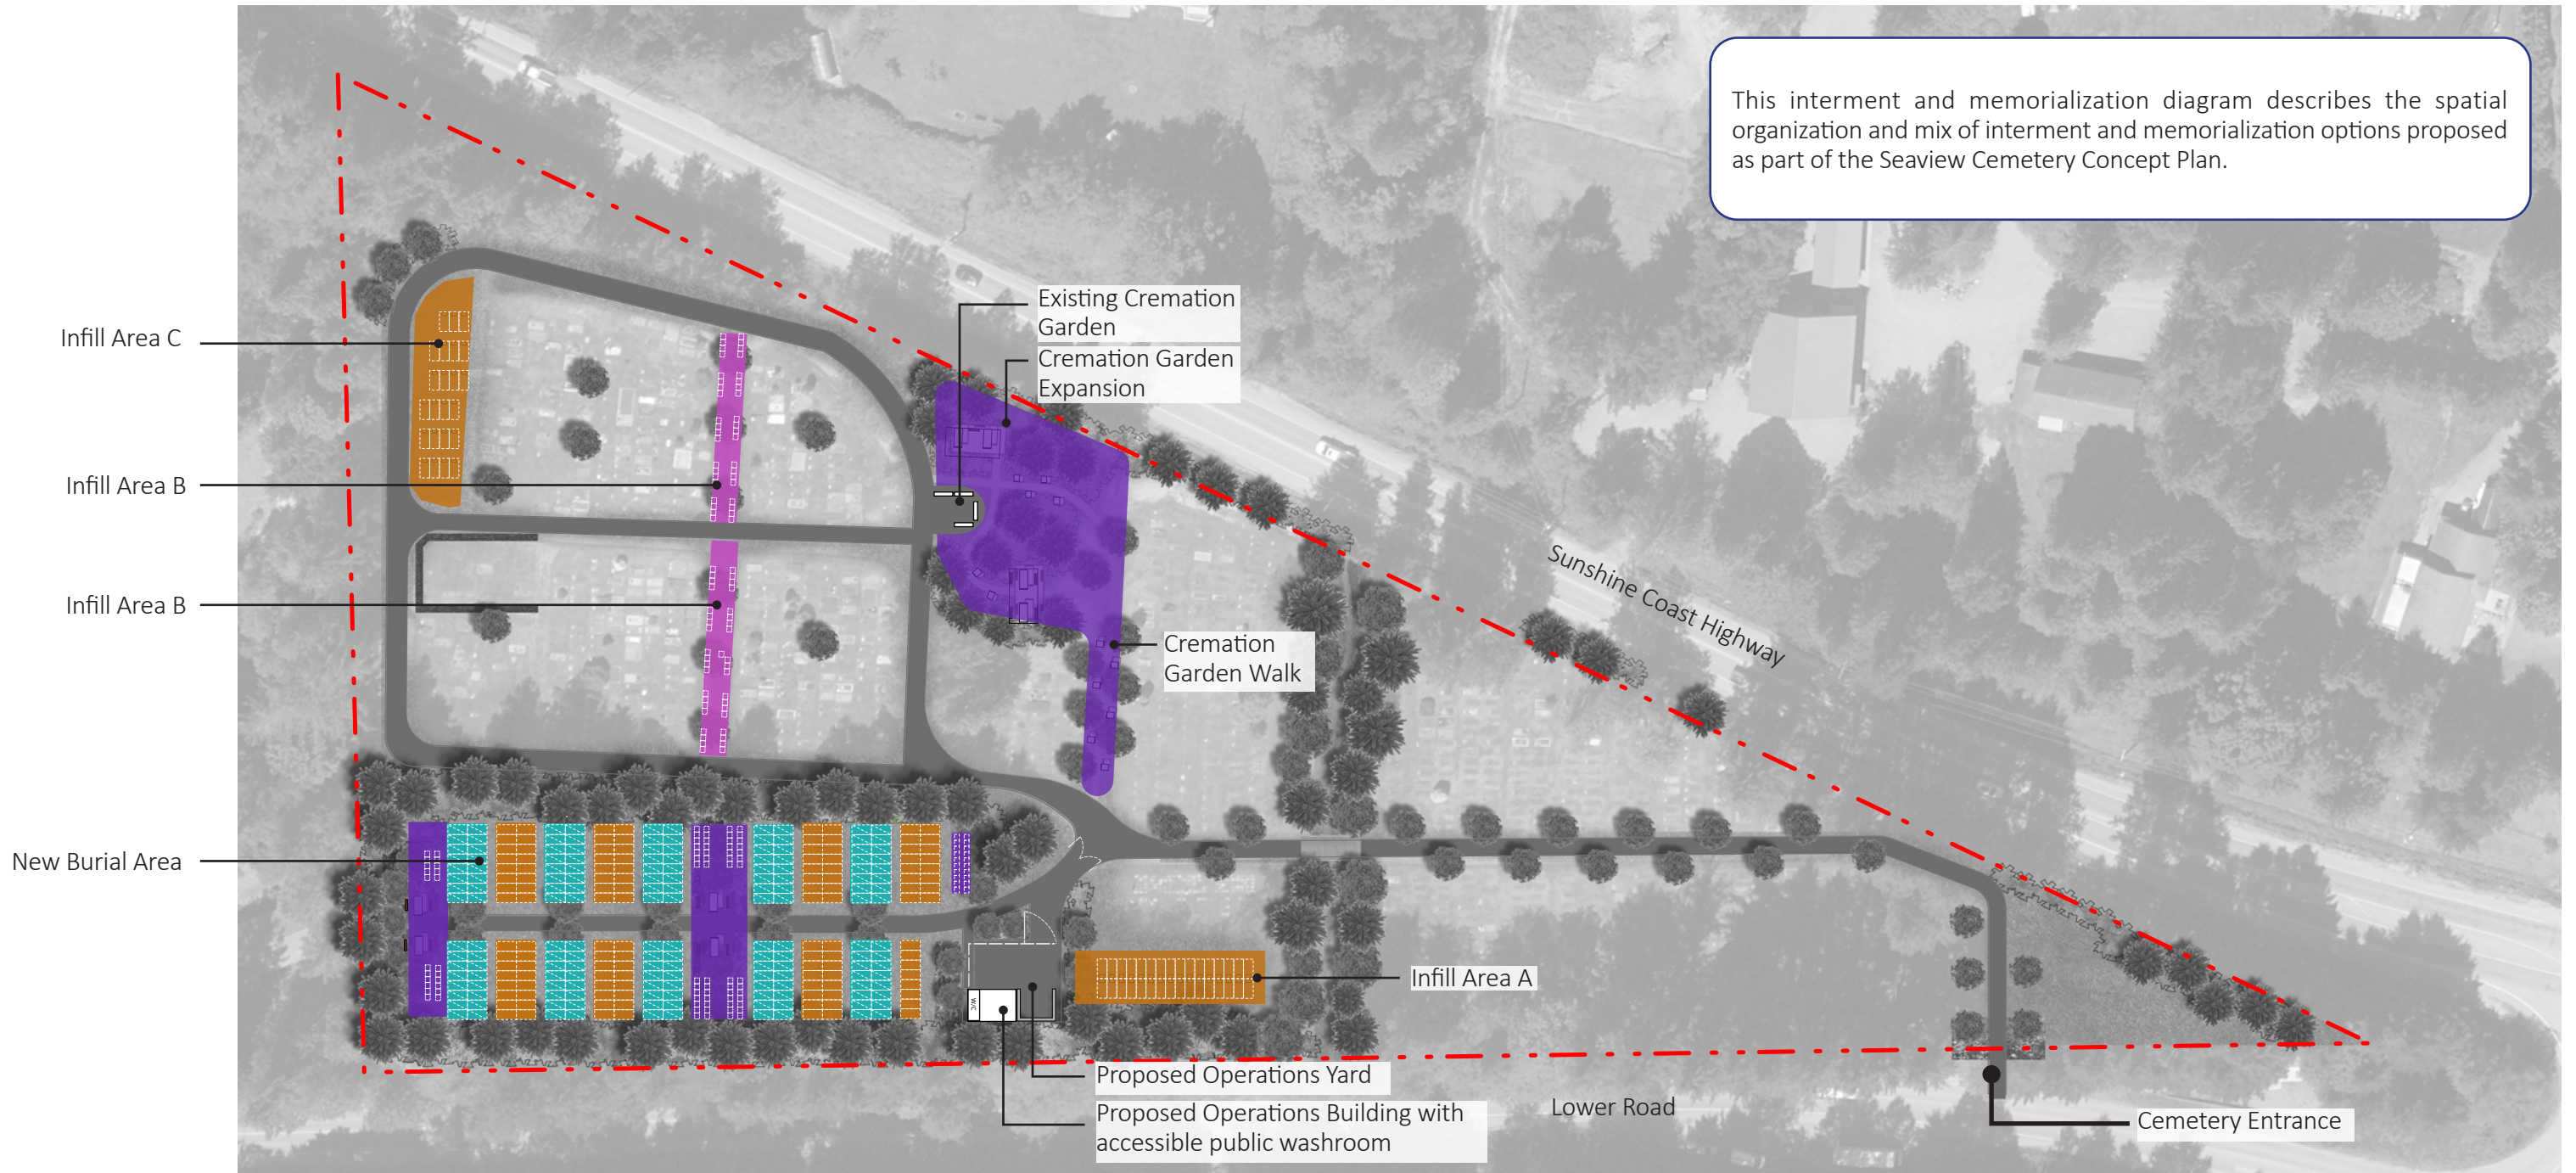 This interment and memorialization diagram describes the spatial
organization and mix of interment and memorialization options proposed
as part of the Seaview Cemetery Concept Plan.
Existing Cremation
Garden
Cremation Garden
Expansion
Infill Area C
Infill Area B
Infill Area B
Sunshine Coast Highway
Cremation
Garden Walk
New Burial Area
Infill Area A
W/C
Proposed Operations Yard
Proposed Operations Building with
accessible public washroom
Lower Road
Cemetery Entrance